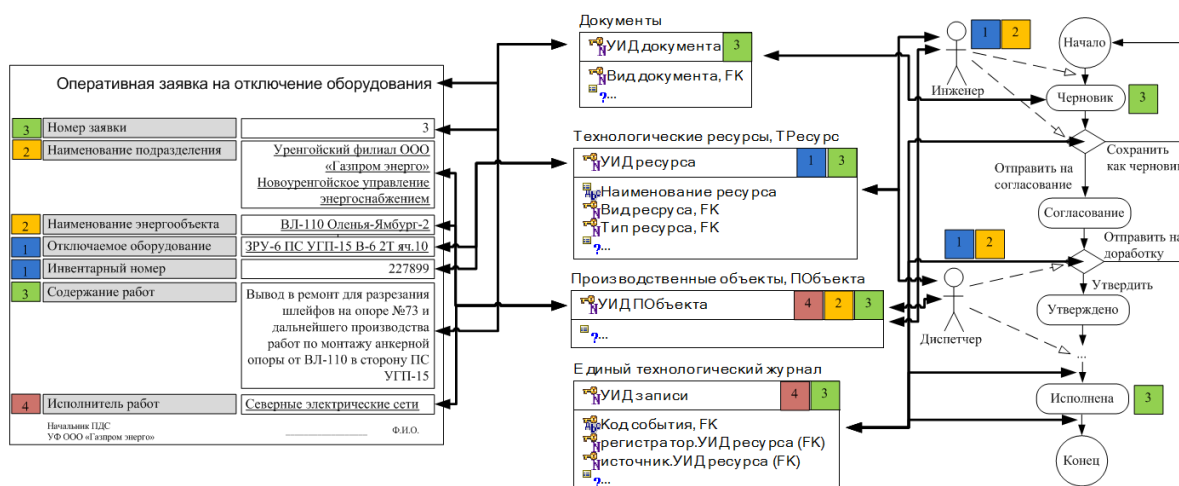 Оперативная заявка на отключение оборудования
3 Номер заявки 3
2 Наименование подразделения Уренгойский филиал ООО
«Газпром энерго»
Новоуренгойское управление
энергоснабжением
2 Наименование энергообъекта ВЛ-110 Оленья-Ямбург-2
1 Отключаемое оборудование ЗРУ-6 ПС УГП-15 В-6 2Т яч.10
1 Инвентарный номер 227899
3 Содержание работ Вывод в ремонт для разрезания
шлейфов на опоре №73 и
дальнейшего производства
работ по монтажу анкерной
опоры от ВЛ-110 в сторону ПС
УГП-15
4 Исполнитель работ Северные электрические сети
Начальник ПДС
УФ ООО «Газпром энерго» Ф.И.О.
Документы
УИД документа 3
Вид документа, FK
?...
Технологические ресурсы, ТРесурс
УИД ресурса 1 3
Наименование ресурса
Вид ресруса, FK
Тип ресурса, FK
?...
Производственные объекты, ПОбъекта
УИД ПОбъекта 4 2 3
?...
Единый технологический журнал
УИД записи 4 3
Код события, FK
регистратор.УИД ресурса (FK)
источник.УИД ресурса (FK)
?...
1 2
Инженер
Начало
Черновик 3
Сохранить
как черновик
Отправить на
согласование
Согласование
1 2
Диспетчер
Отправить на
доработку
Утвердить
Утверждено
...
Исполнена 3
Конец